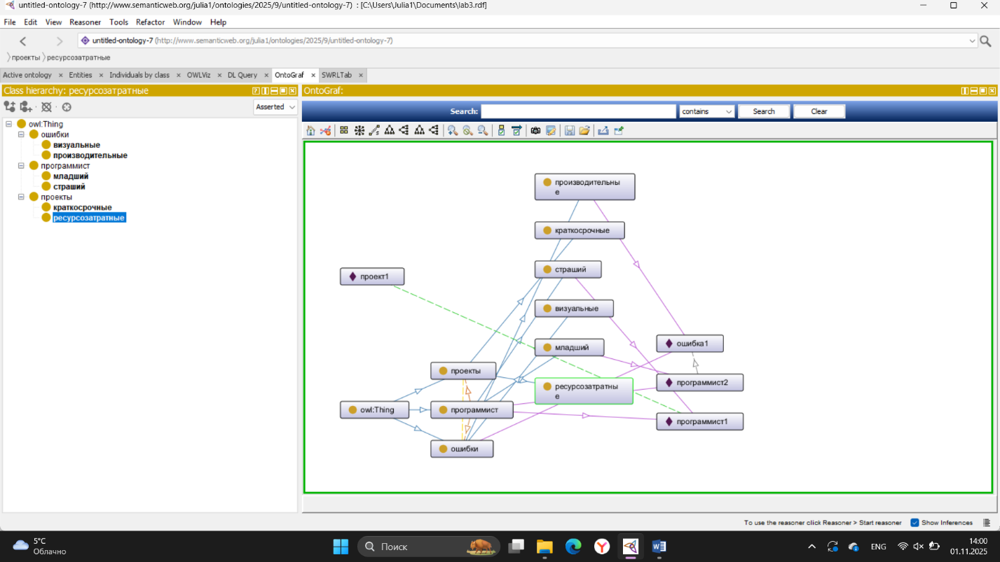 untitled-ontology-7 (http://www.semanticweb.org/julia1/ontologies/2025/9/untitled-ontology-7) : [C:\Users\Julia1\Documents\lab3.rdf]
File Edit View Reasoner Tools Refactor Window Help
untitled-ontology-7 (http://www.semanticweb.org/julia1/ontologies/2025/9/untitled-ontology-7)
проекты ресурсозатратные
Active ontology Entities Individuals by class OWLViz DL Query OntoGraf SWRLTab
Class hierarchy: ресурсозатратные
Asserted
owl:Thing
ошибки
визуальные
производительные
программист
младший
страший
проекты
краткосрочные
ресурсозатратные
OntoGraf:
Search: contains Search Clear
производительны
е
краткосрочные
страший
проект1
визуальные
младший
ошибка1
проекты
ресурсозатратны
е
программист2
owl:Thing
программист
программист1
ошибки
To use the reasoner click Reasoner > Start reasoner Show Inferences
5°C
Облачно
Поиск
ENG
14:00
01.11.2025